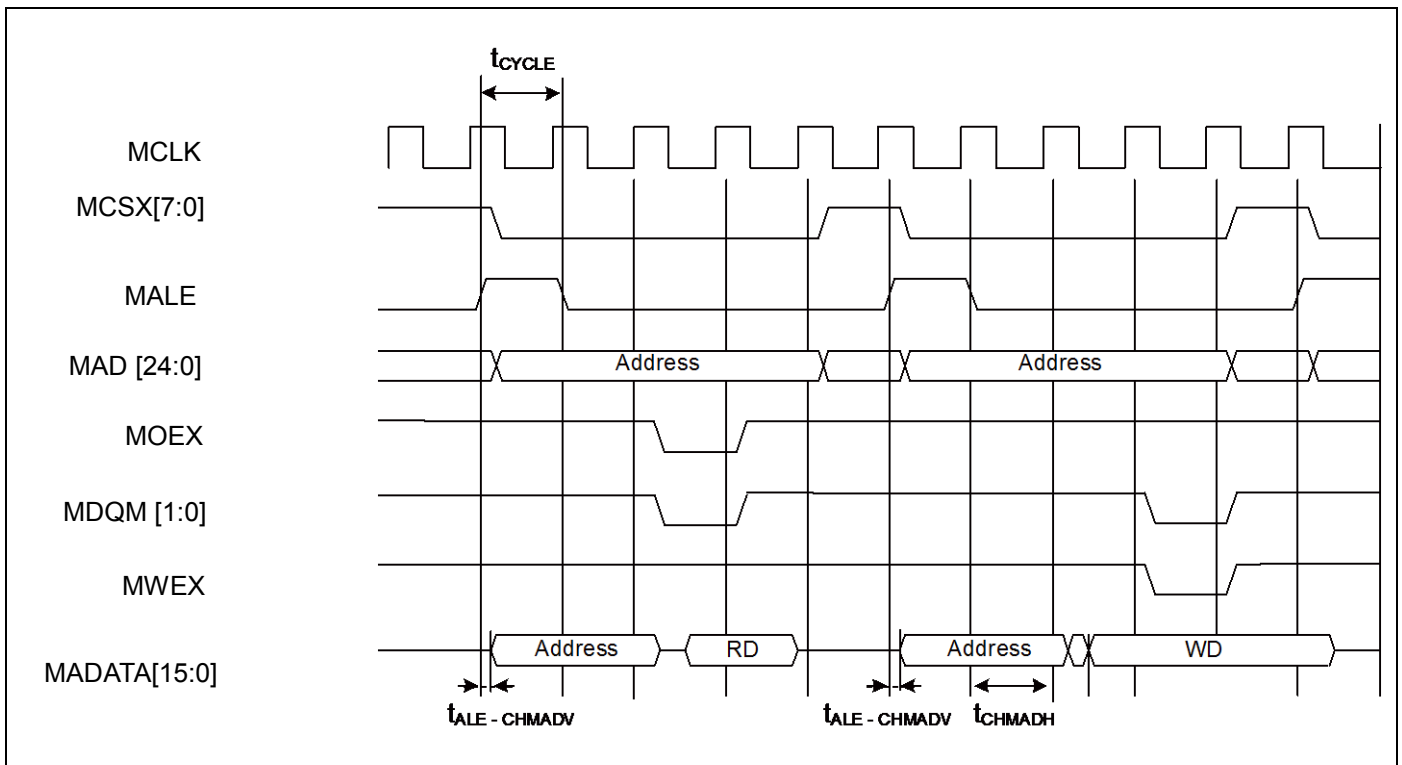 tCYCLE
MCLK
MCSX[7:0]
MALE
MAD [24:0]
Address
Address
MOEX
MDQM [1:0]
MWEX
MADATA[15:0]
Address
RD
Address
WD
tALE - CHMADV
tALE - CHMADV
tCHMADH